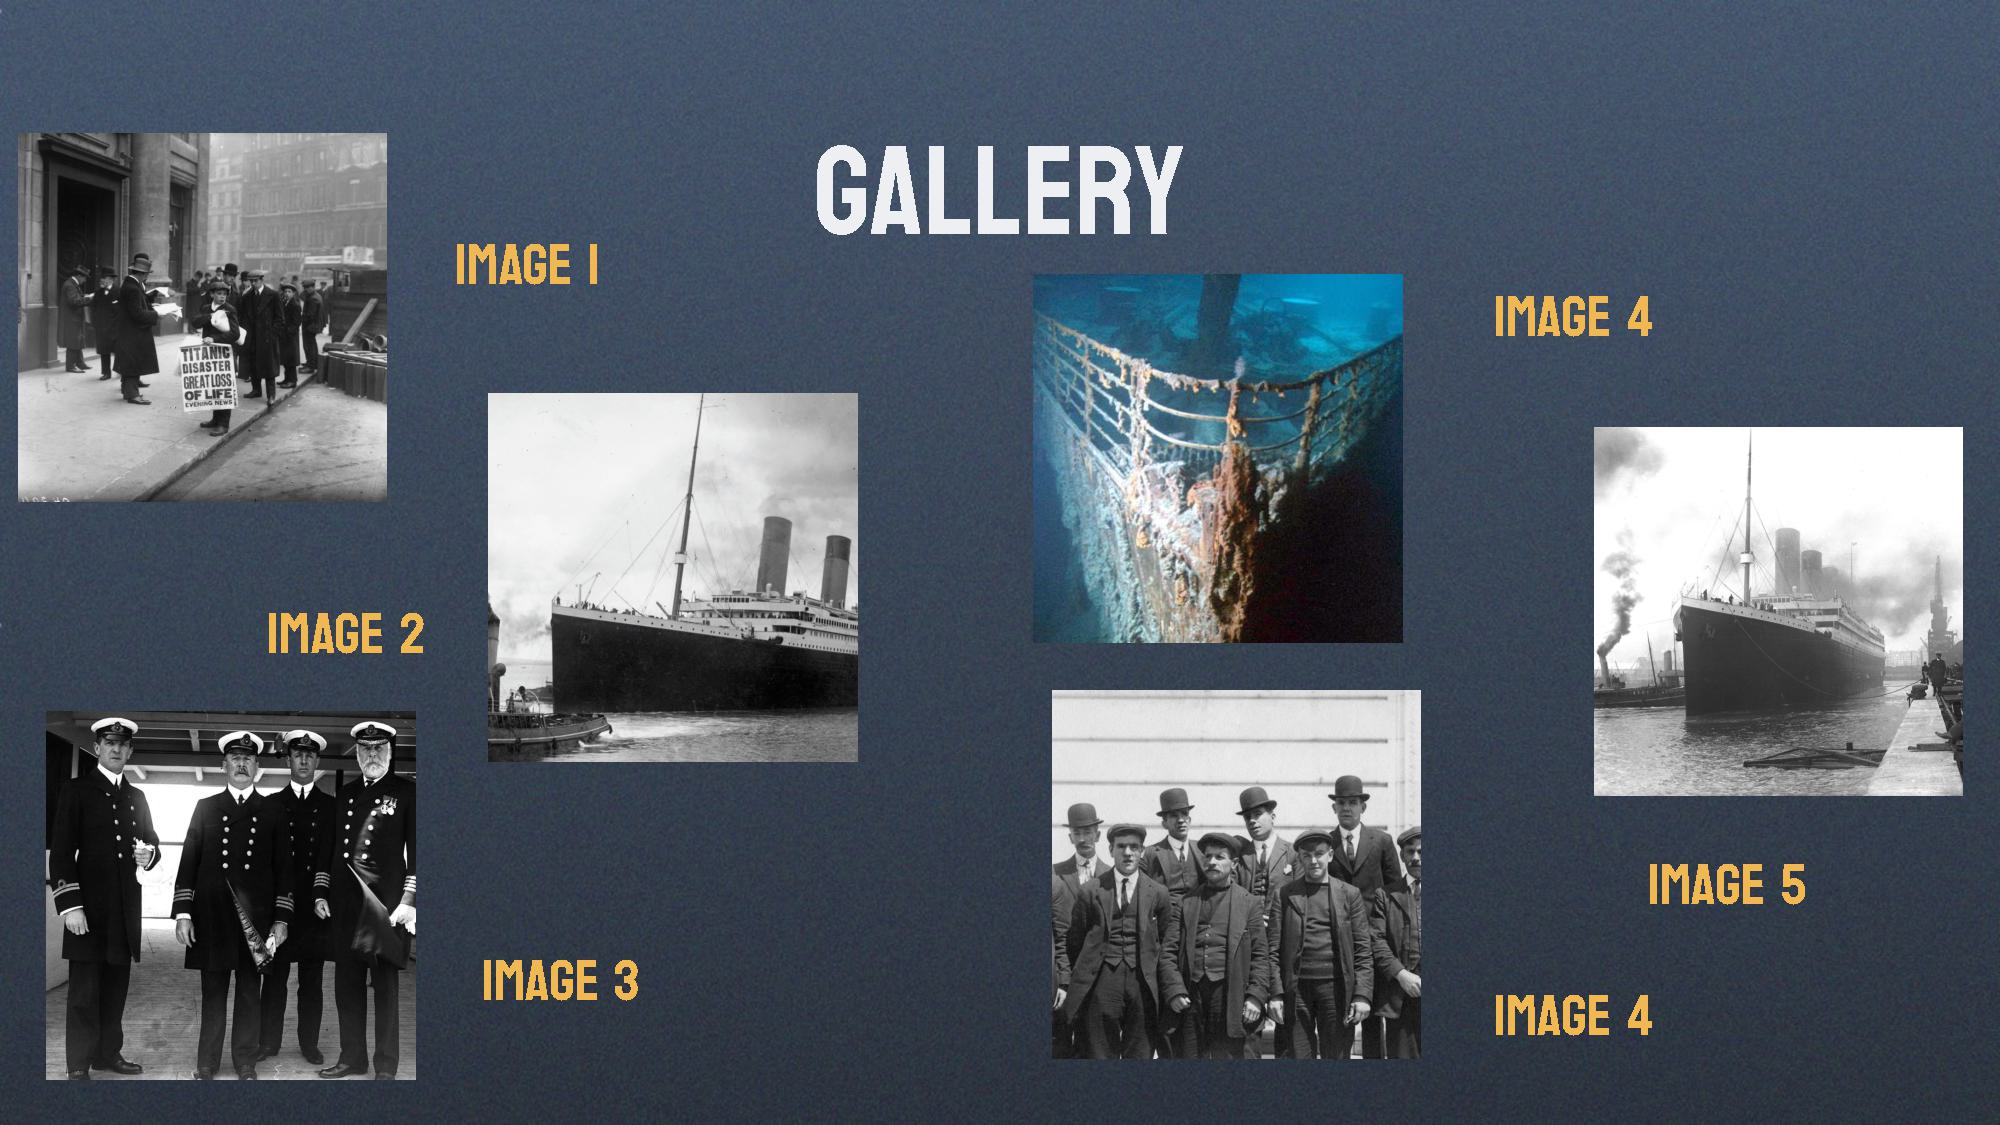 GALLERY
IMAGE 1
TITANIC
DISASTER
GREAT LOSS
OF LIFE
EVENING NEWS
IMAGE 2
IMAGE 3
IMAGE 4
IMAGE 5
IMAGE 4